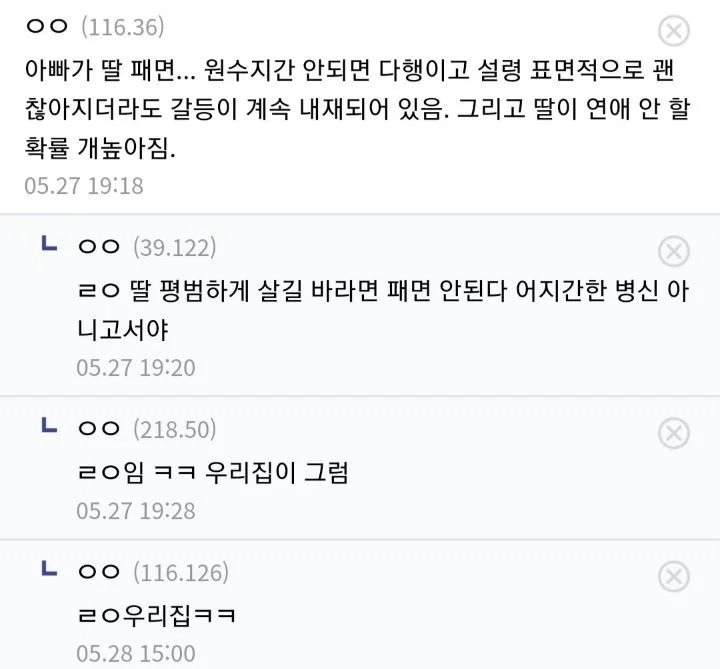 ㅇㅇ (116.36)
아빠가 딸 패면... 원수지간 안되면 다행이고 설령 표면적으로 괜
찮아지더라도 갈등이 계속 내재되어 있음. 그리고 딸이 연애 안 할
확률 개높아짐.
05.27 19:18
ㄴ ㅇㅇ (39.122)
ㄹㅇ 딸 평범하게 살길 바라면 패면 안된다 어지간한 병신 아
니고서야
05.27 19:20
ㄴ ㅇㅇ (218.50)
ㄹㅇ임 ㅋㅋ 우리집이 그럼
05.27 19:28
ㄴ ㅇㅇ (116.126)
ㄹㅇ우리집ㅋㅋ
05.28 15:00